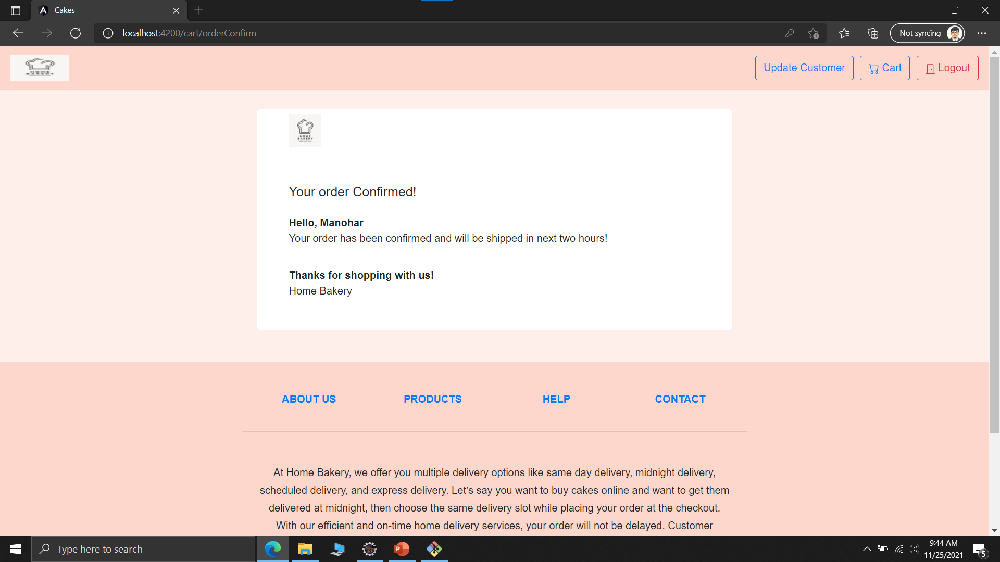 Cakes
localhost:4200/cart/orderConfirm
Not syncing
HOME
BAKERY
Update Customer
Cart
Logout
HOME
BAKERY
Your order Confirmed!
Hello, Manohar
Your order has been confirmed and will be shipped in next two hours!
Thanks for shopping with us!
Home Bakery
ABOUT US
PRODUCTS
HELP
CONTACT
At Home Bakery, we offer you multiple delivery options like same day delivery, midnight delivery,
scheduled delivery, and express delivery. Let’s say you want to buy cakes online and want to get them
delivered at midnight, then choose the same delivery slot while placing your order at the checkout.
With our efficient and on-time home delivery services, your order will not be delayed. Customer
Type here to search
9:44 AM
11/25/2021
5